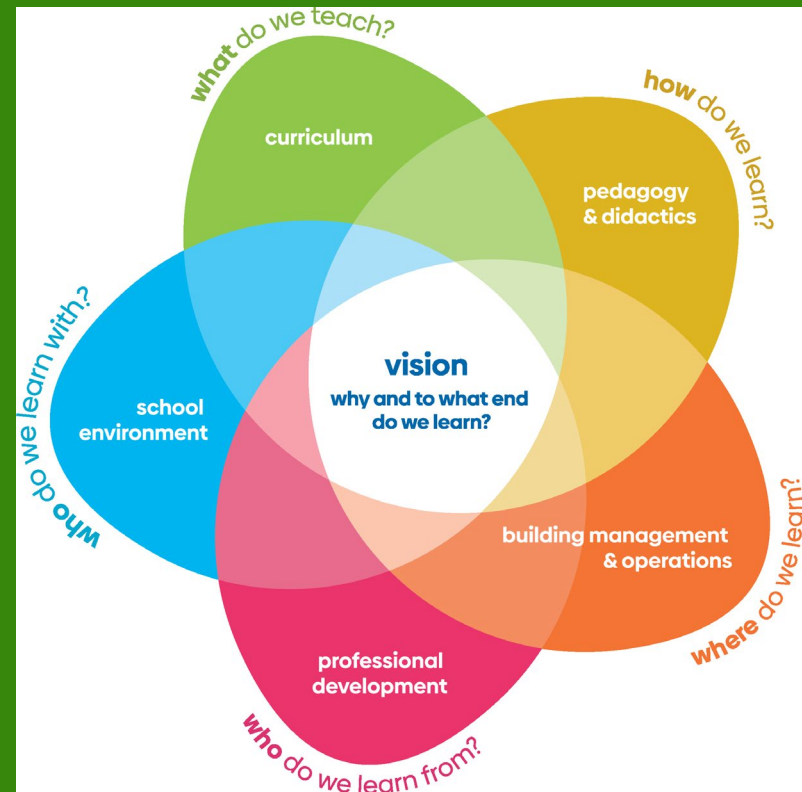 what do we teach?
curriculum
how do we learn?
pedagogy
& didactics
who do we learn with?
school
environment
vision
why and to what end
do we learn?
building management
& operations
where do we learn?
professional
development
who do we learn from?